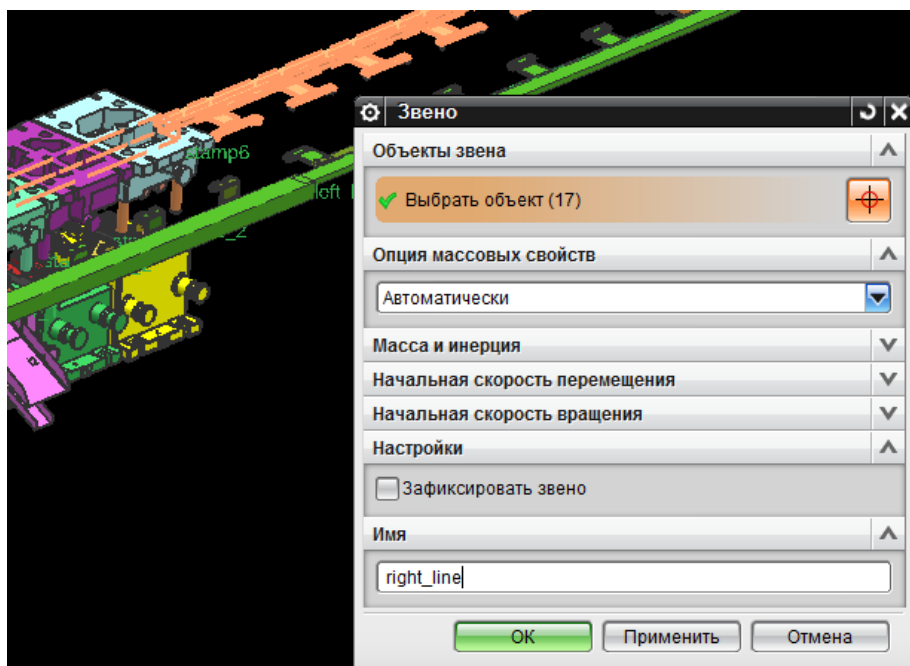 Звено
Объекты звена
Выбрать объект (17)
Опция массовых свойств
Автоматически
Масса и инерция
Начальная скорость перемещения
Начальная скорость вращения
Настройки
Зафиксировать звено
Имя
right_line
ОК
Применить
Отмена